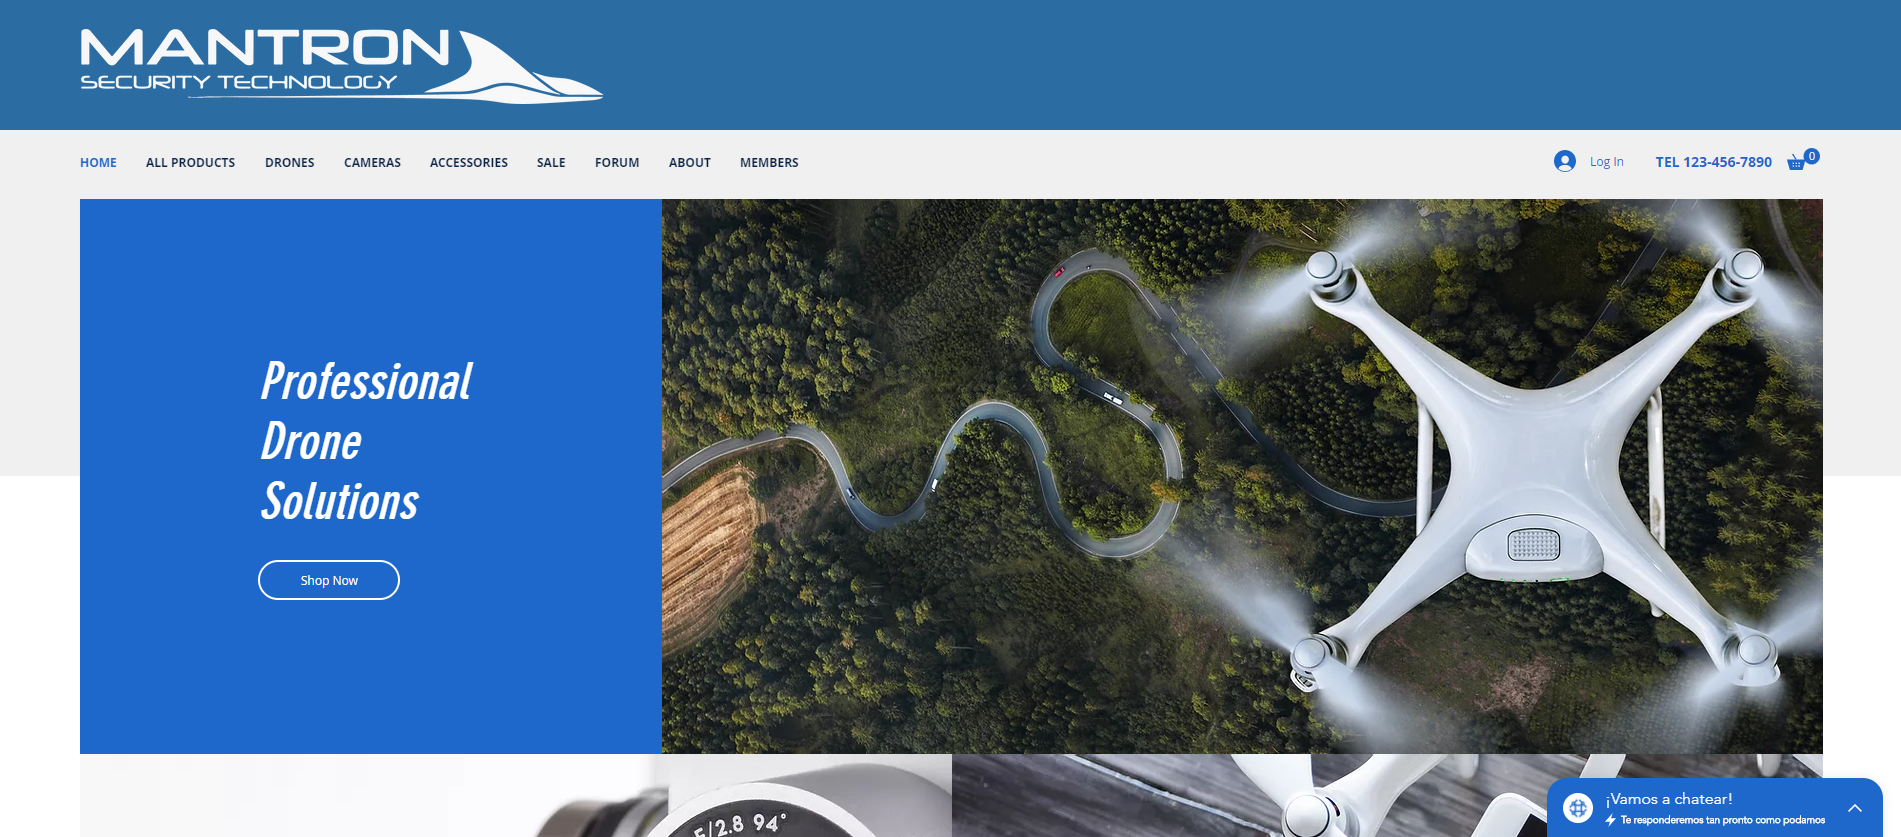 MANTRON
SECURITY TECHNOLOGY
HOME ALL PRODUCTS DRONES CAMERAS ACCESSORIES SALE FORUM ABOUT MEMBERS Log In TEL 123-456-7890 0
Professional
Drone
Solutions
Shop Now
F/2.8 94°
¡Vamos a chatear!
Te responderemos tan pronto como podamos